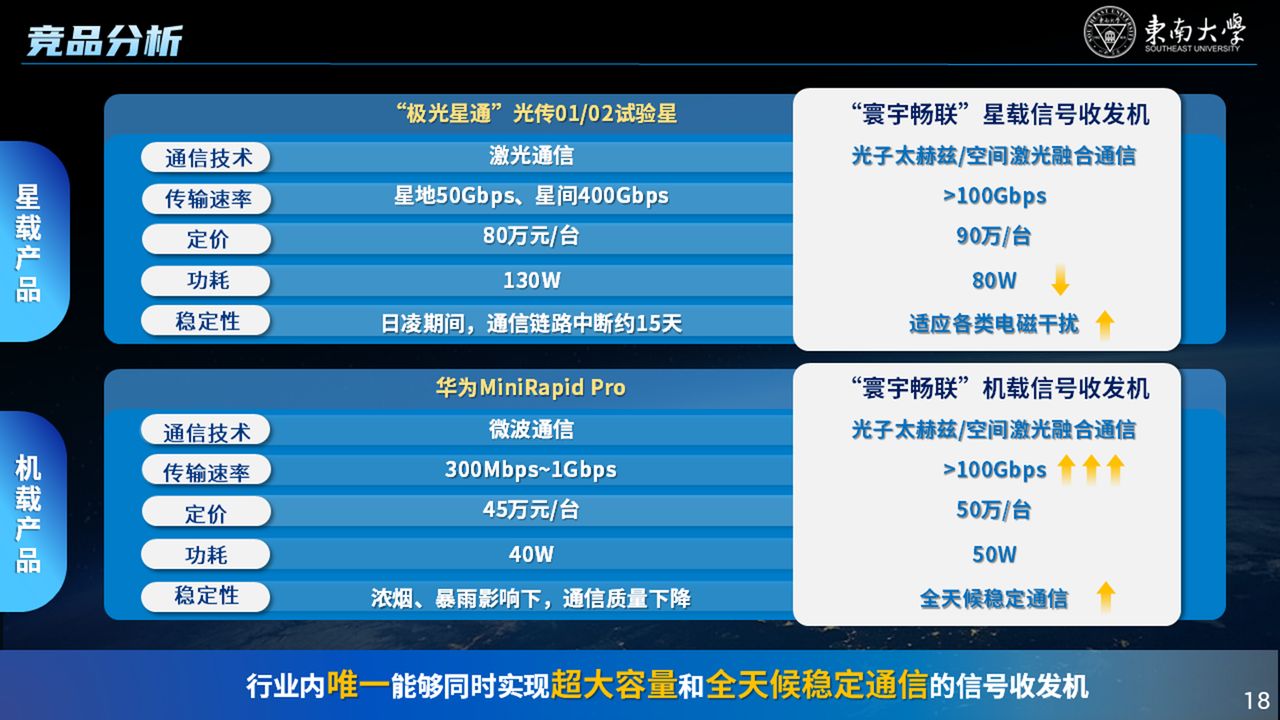 竞品分析
東南大学
SOUTHEAST UNIVERSITY
星载产品
“极光星通”光传01/02试验星
“寰宇畅联”星载信号收发机
通信技术
激光通信
光子太赫兹/空间激光融合通信
传输速率
星地50Gbps、星间400Gbps
>100Gbps
定价
80万元/台
90万/台
功耗
130W
80W
稳定性
日凌期间，通信链路中断约15天
适应各类电磁干扰
机载产品
华为MiniRapid Pro
“寰宇畅联”机载信号收发机
通信技术
微波通信
光子太赫兹/空间激光融合通信
传输速率
300Mbps~1Gbps
>100Gbps
定价
45万元/台
50万/台
功耗
40W
50W
稳定性
浓烟、暴雨影响下，通信质量下降
全天候稳定通信
行业内唯一能够同时实现超大容量和全天候稳定通信的信号收发机
18